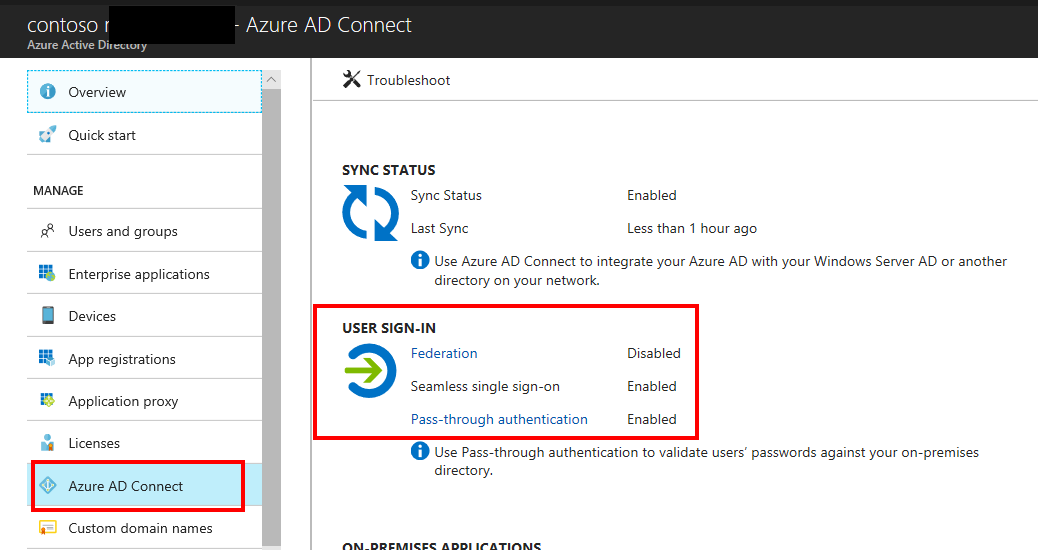 contoso - Azure AD Connect
Azure Active Directory
Overview
Quick start
MANAGE
Users and groups
Enterprise applications
Devices
App registrations
Application proxy
Licenses
Azure AD Connect
Custom domain names
Troubleshoot
SYNC STATUS
Sync Status Enabled
Last Sync Less than 1 hour ago
Use Azure AD Connect to integrate your Azure AD with your Windows Server AD or another
directory on your network.
USER SIGN-IN
Federation Disabled
Seamless single sign-on Enabled
Pass-through authentication Enabled
Use Pass-through authentication to validate users' passwords against your on-premises
directory.
ON-PREMISES APPLICATIONS